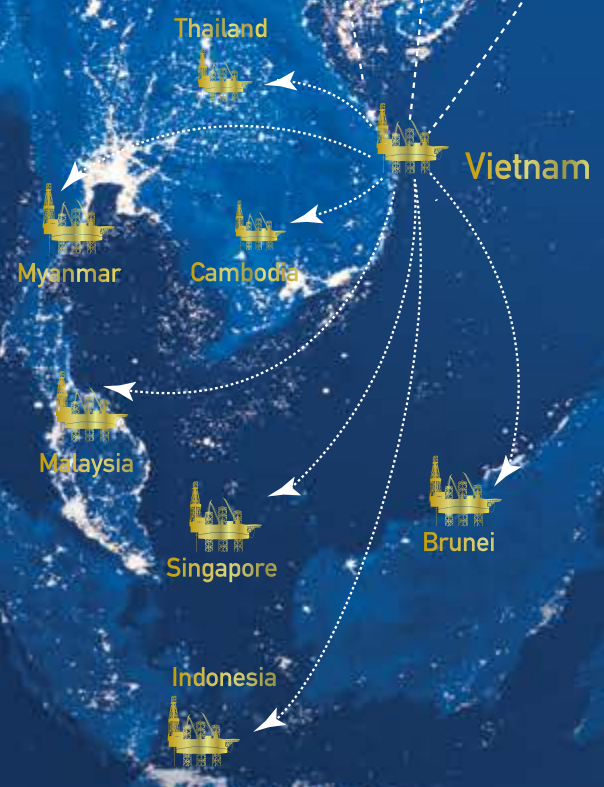 Thailand
Vietnam
Myanmar
Cambodia
Malaysia
Brunei
Singapore
Indonesia